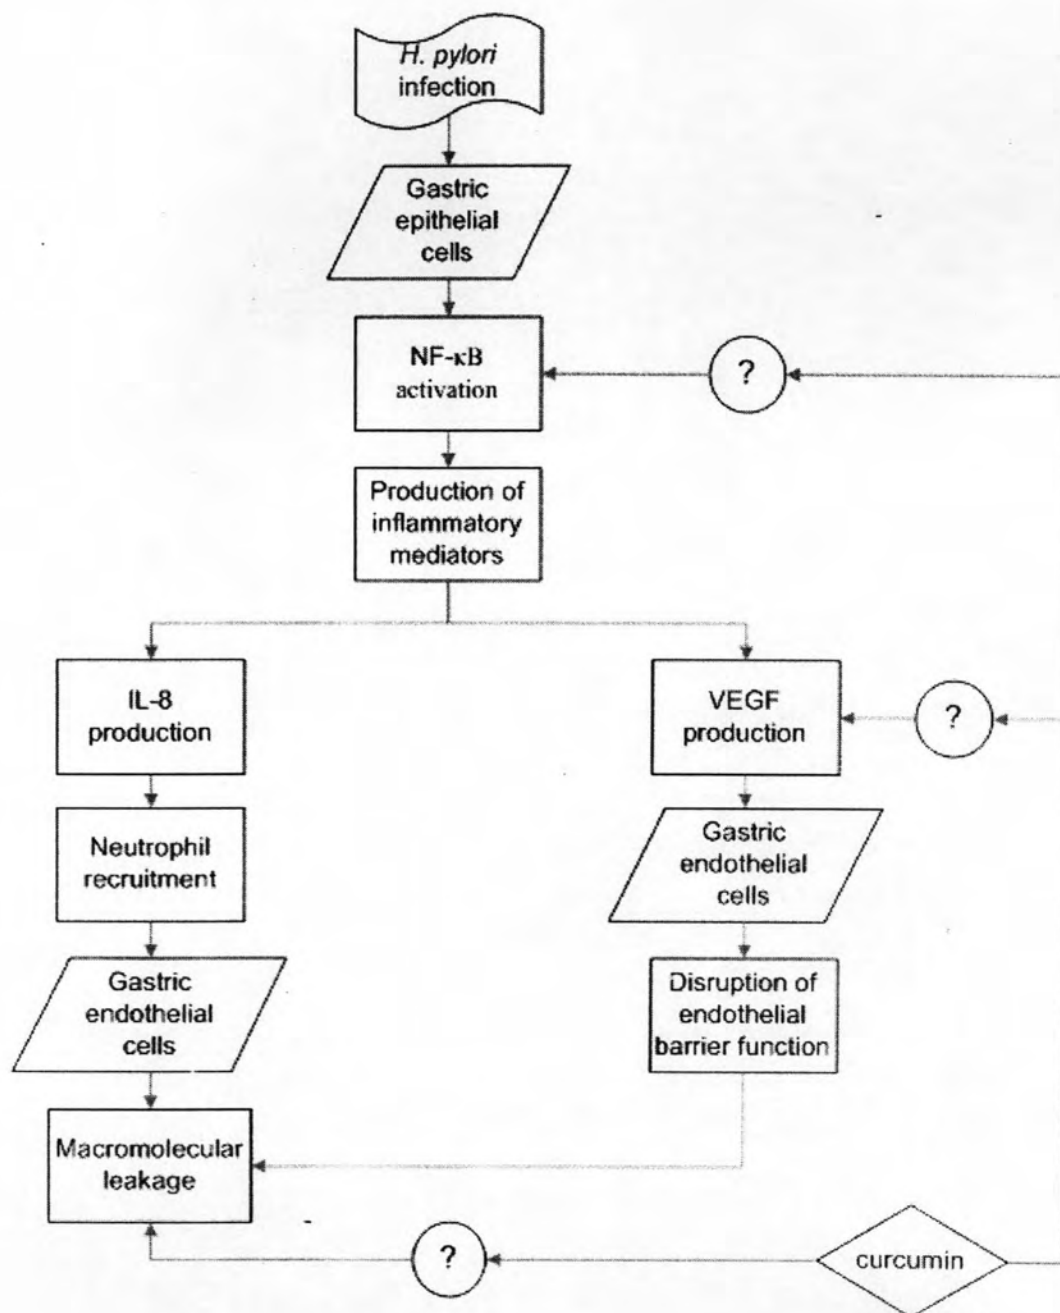 H. pylori
infection
Gastric
epithelial
cells
NF-κB
activation
?
Production of
inflammatory
mediators
IL-8
production
VEGF
production
?
Neutrophil
recruitment
Gastric
endothelial
cells
Gastric
endothelial
cells
Disruption of
endothelial
barrier function
Macromolecular
leakage
?
curcumin